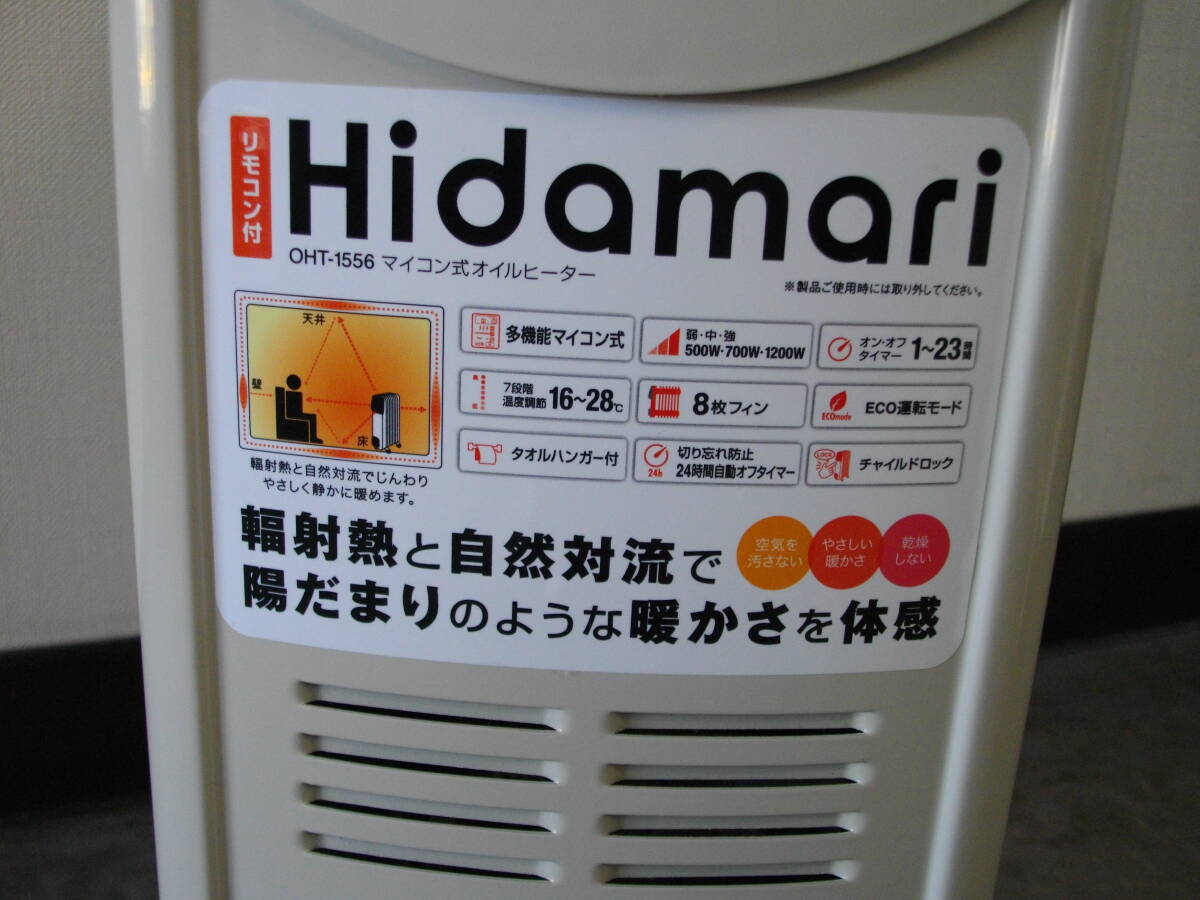 リモコン付
Hidamari
OHT-1556 マイコン式オイルヒーター
※製品ご使用時には取り外してください。
天井
壁
床
輻射熱と自然対流でじんわり
やさしく静かに暖めます。
多機能マイコン式
弱・中・強
500W・700W・1200W
オン・オフ
タイマー 1〜23時間
7段階
温度調節 16〜28℃
高
低
8枚フィン
ECOmode
ECO運転モード
タオルハンガー付
24h
切り忘れ防止
24時間自動オフタイマー
LOCK
チャイルドロック
輻射熱と自然対流で
陽だまりのような暖かさを体感
空気を
汚さない
やさしい
暖かさ
乾燥
しない